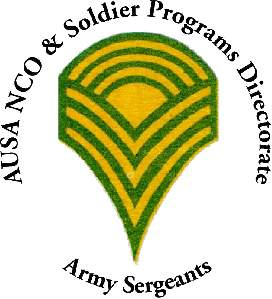 AUSA NCO & Soldier Programs Directorate
Army Sergeants